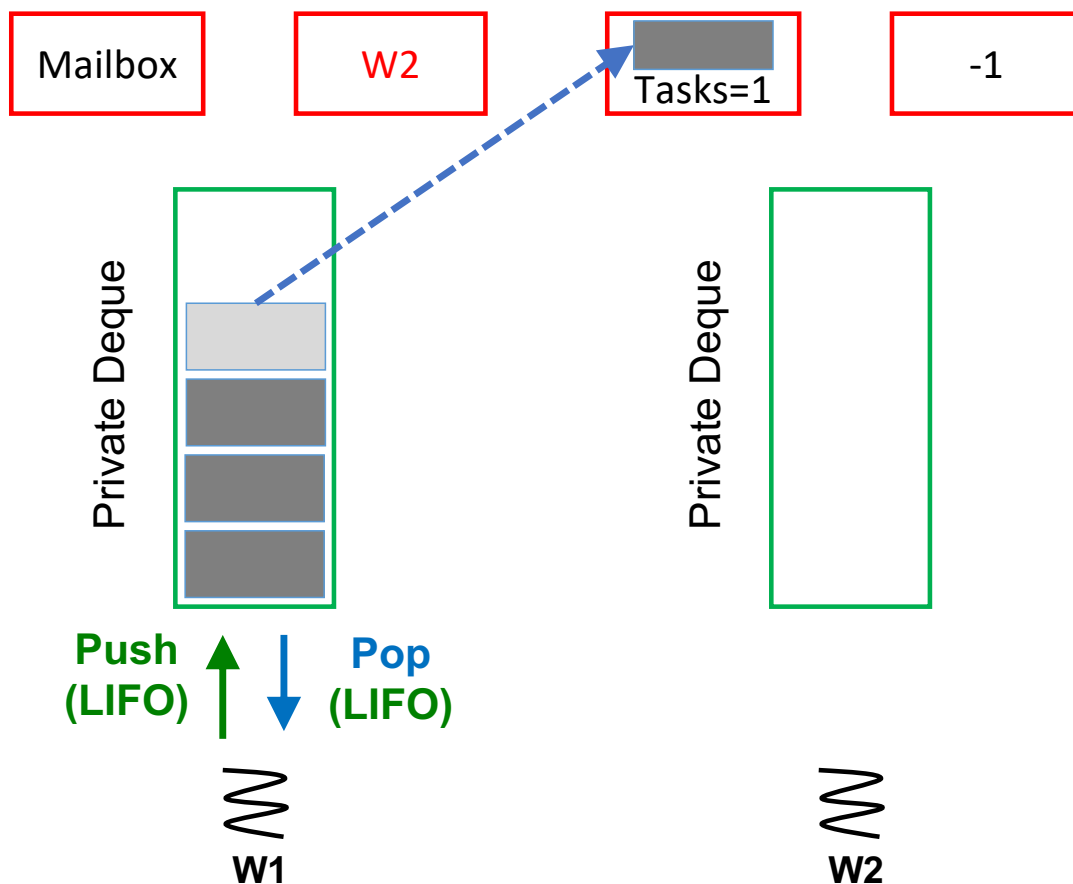 Mailbox
W2
Tasks=1
-1
Private Deque
Private Deque
Push
(LIFO)
Pop
(LIFO)
W1
W2